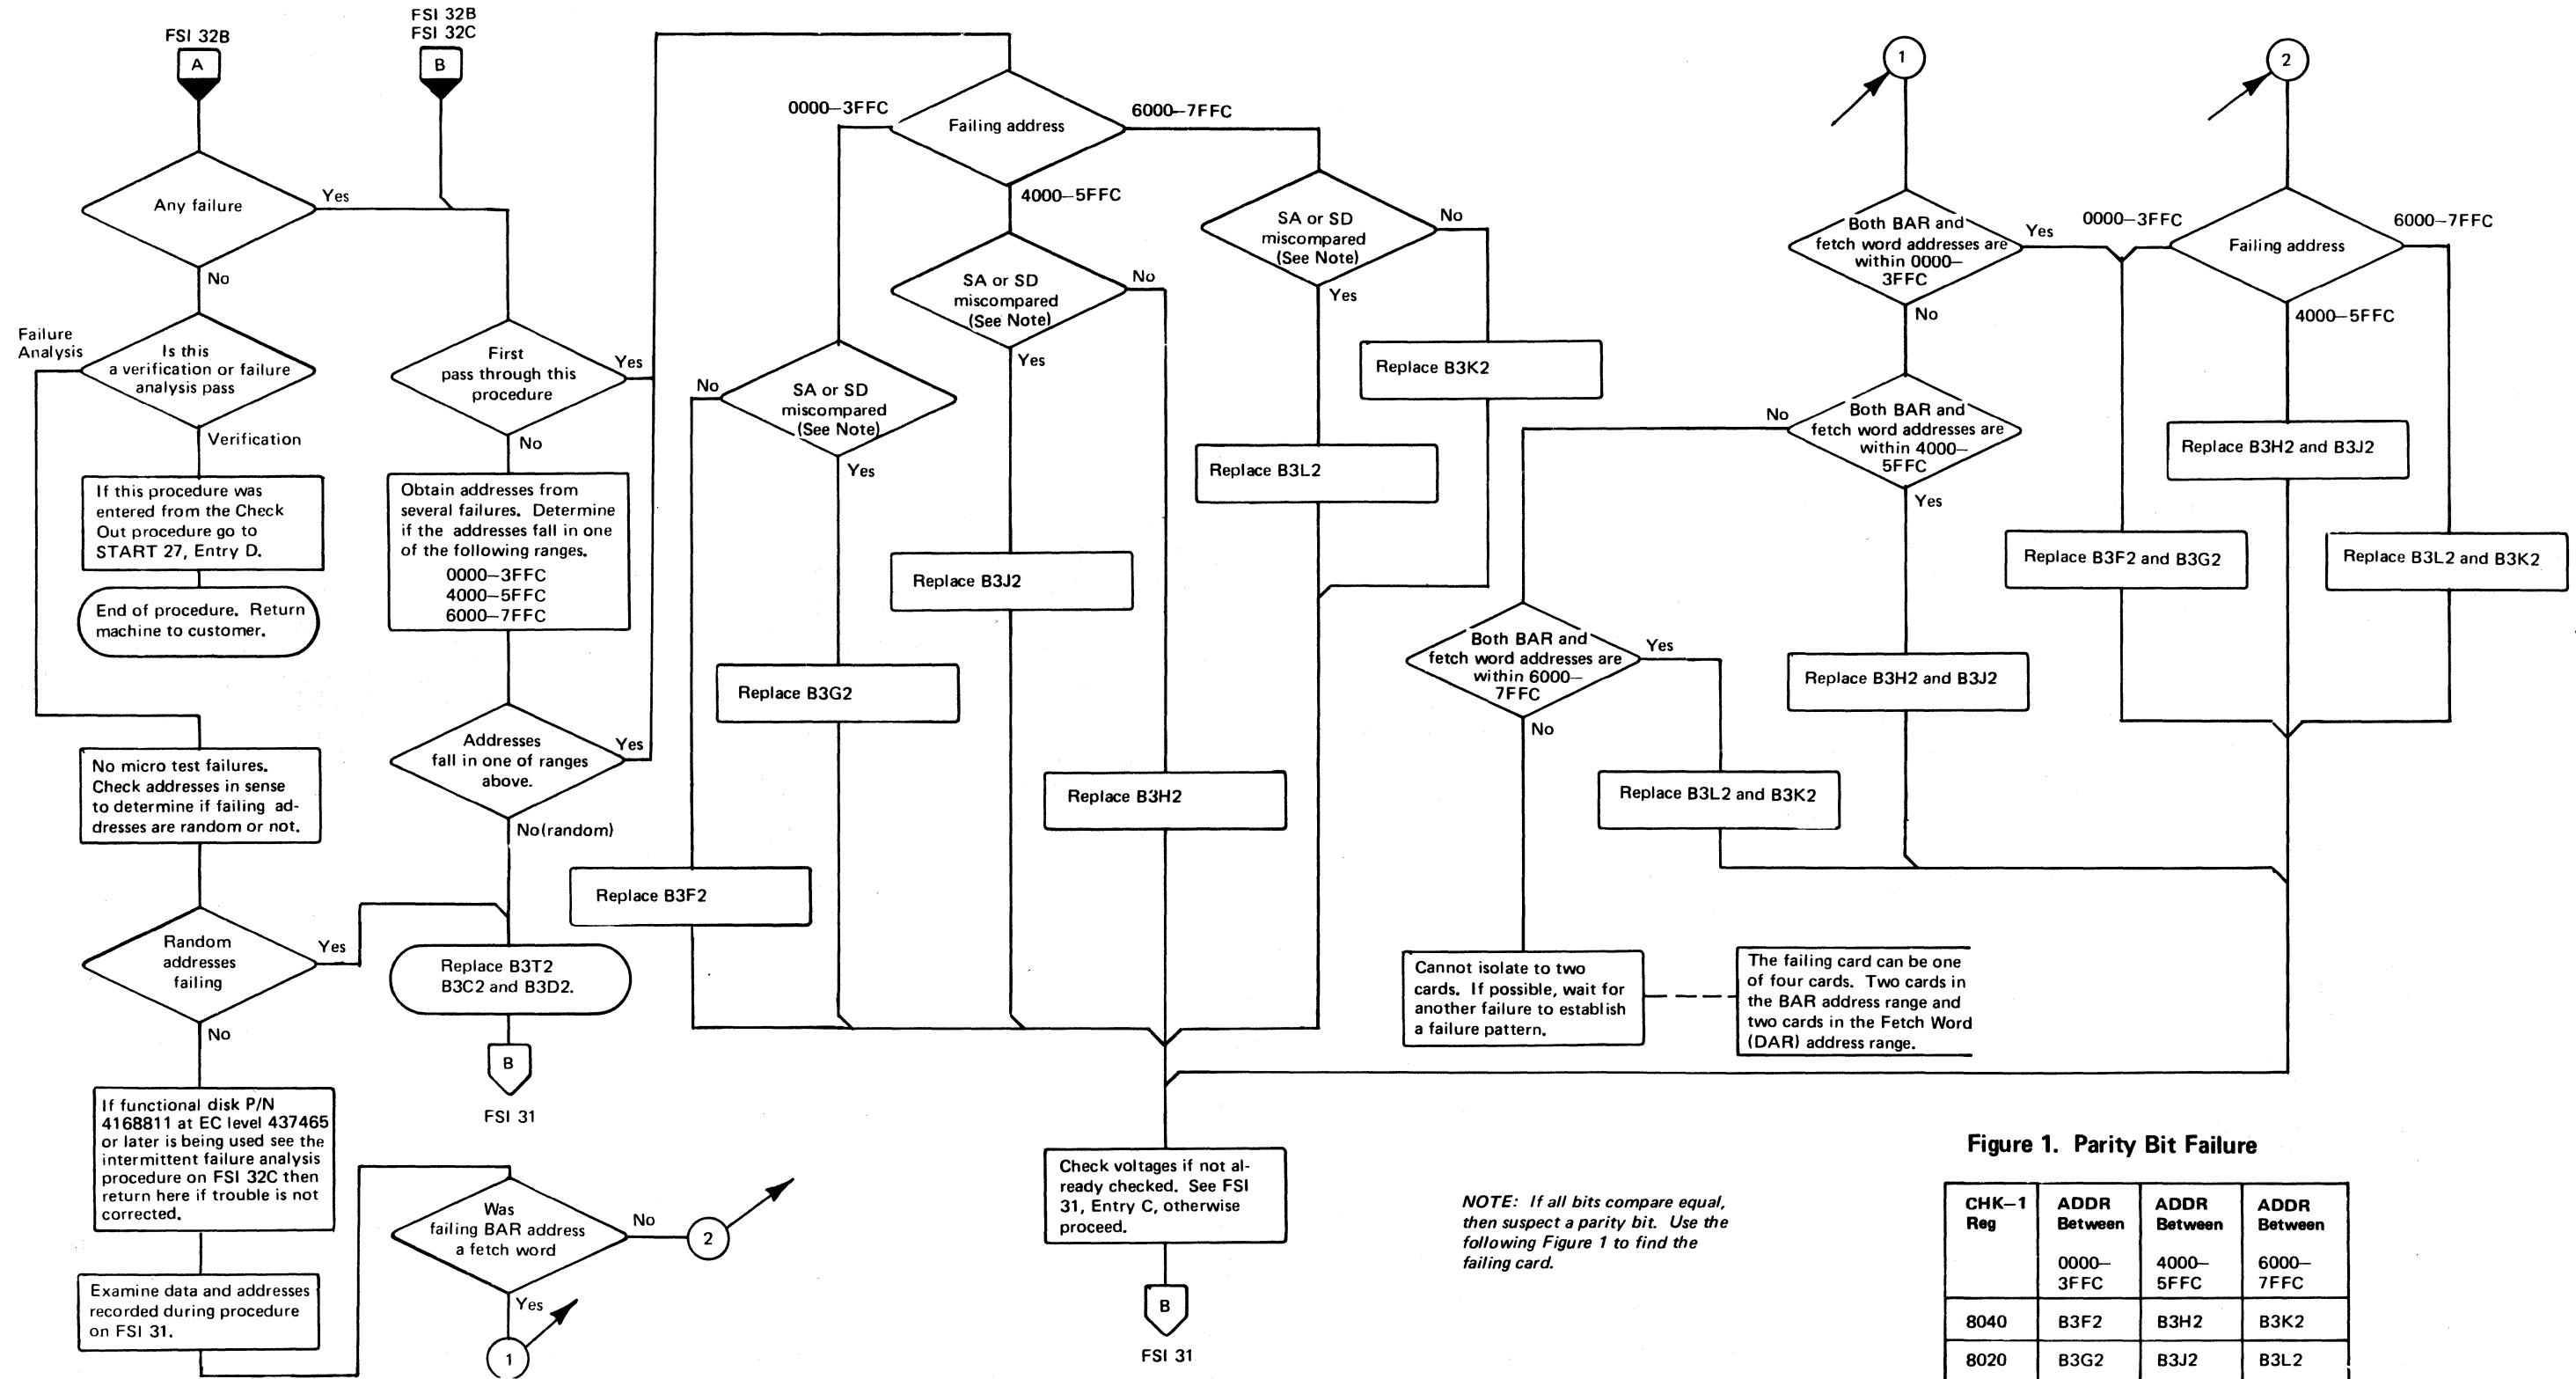 FSI 32B
A
Any failure
Yes
No
Failure
Analysis
Is this
a verification or failure
analysis pass
Verification
If this procedure was
entered from the Check
Out procedure go to
START 27, Entry D.
End of procedure. Return
machine to customer.
No micro test failures.
Check addresses in sense
to determine if failing ad-
dresses are random or not.
Random
addresses
failing
Yes
No
If functional disk P/N
4168811 at EC level 437465
or later is being used see the
intermittent failure analysis
procedure on FSI 32C then
return here if trouble is not
corrected.
Examine data and addresses
recorded during procedure
on FSI 31.
FSI 32B
FSI 32C
B
First
pass through this
procedure
Yes
No
Obtain addresses from
several failures. Determine
if the addresses fall in one
of the following ranges.
0000—3FFC
4000—5FFC
6000—7FFC
Addresses
fall in one of ranges
above.
Yes
No(random)
Replace B3T2
B3C2 and B3D2.
B
FSI 31
Was
failing BAR address
a fetch word
No
2
Yes
1
Failing address
0000—3FFC
6000—7FFC
4000—5FFC
SA or SD
miscompared
(See Note)
No
Yes
SA or SD
miscompared
(See Note)
No
Yes
SA or SD
miscompared
(See Note)
No
Yes
Replace B3K2
Replace B3L2
Replace B3J2
Replace B3G2
Replace B3H2
Replace B3F2
Check voltages if not al-
ready checked. See FSI
31, Entry C, otherwise
proceed.
B
FSI 31
1
Both BAR and
fetch word addresses are
within 0000—
3FFC
Yes
No
Both BAR and
fetch word addresses are
within 4000—
5FFC
No
Yes
Both BAR and
fetch word addresses are
within 6000—
7FFC
Yes
No
Replace B3H2 and B3J2
Replace B3L2 and B3K2
Cannot isolate to two
cards. If possible, wait for
another failure to establish
a failure pattern.
The failing card can be one
of four cards. Two cards in
the BAR address range and
two cards in the Fetch Word
(DAR) address range.
2
0000—3FFC
Failing address
6000—7FFC
4000—5FFC
Replace B3H2 and B3J2
Replace B3F2 and B3G2
Replace B3L2 and B3K2
NOTE: If all bits compare equal,
then suspect a parity bit. Use the
following Figure 1 to find the
failing card.
Figure 1. Parity Bit Failure
CHK—1 Reg ADDR Between 0000—3FFC ADDR Between 4000—5FFC ADDR Between 6000—7FFC
8040 B3F2 B3H2 B3K2
8020 B3G2 B3J2 B3L2